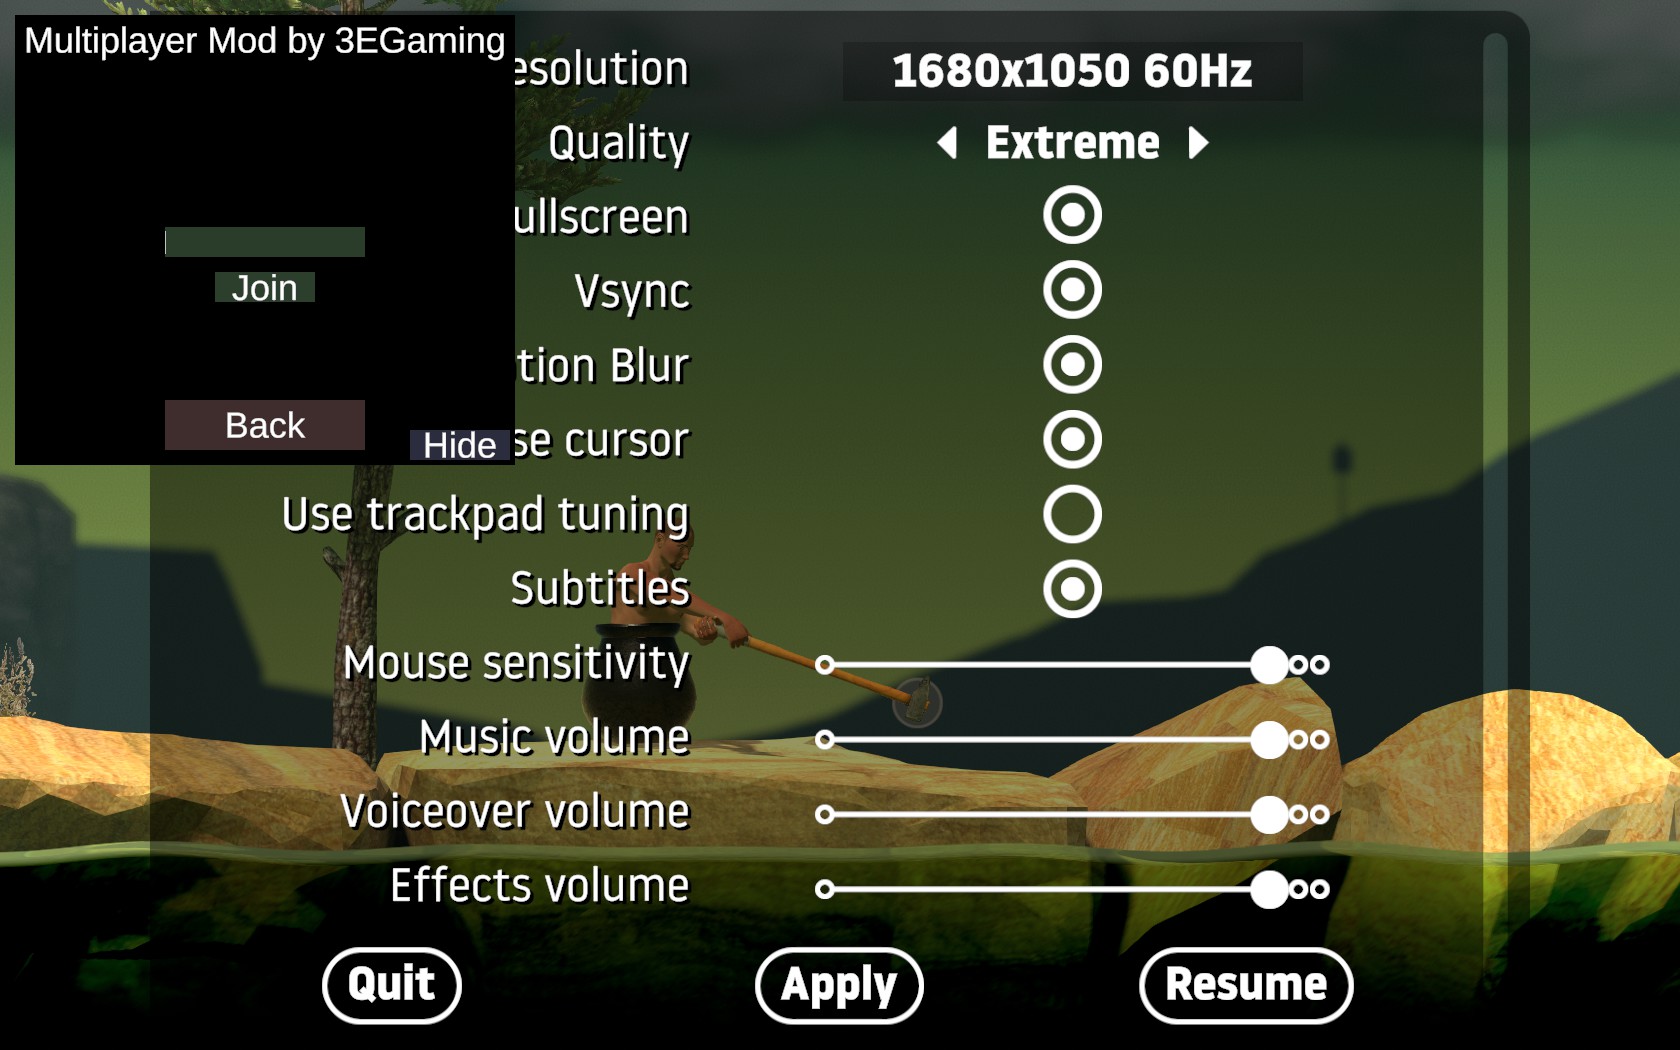 Multiplayer Mod by 3EGaming
esolution
1680x1050 60Hz
Quality
Extreme
ullscreen
Vsync
Join
tion Blur
Back
Hide
se cursor
Use trackpad tuning
Subtitles
Mouse sensitivity
Music volume
Voiceover volume
Effects volume
Quit
Apply
Resume